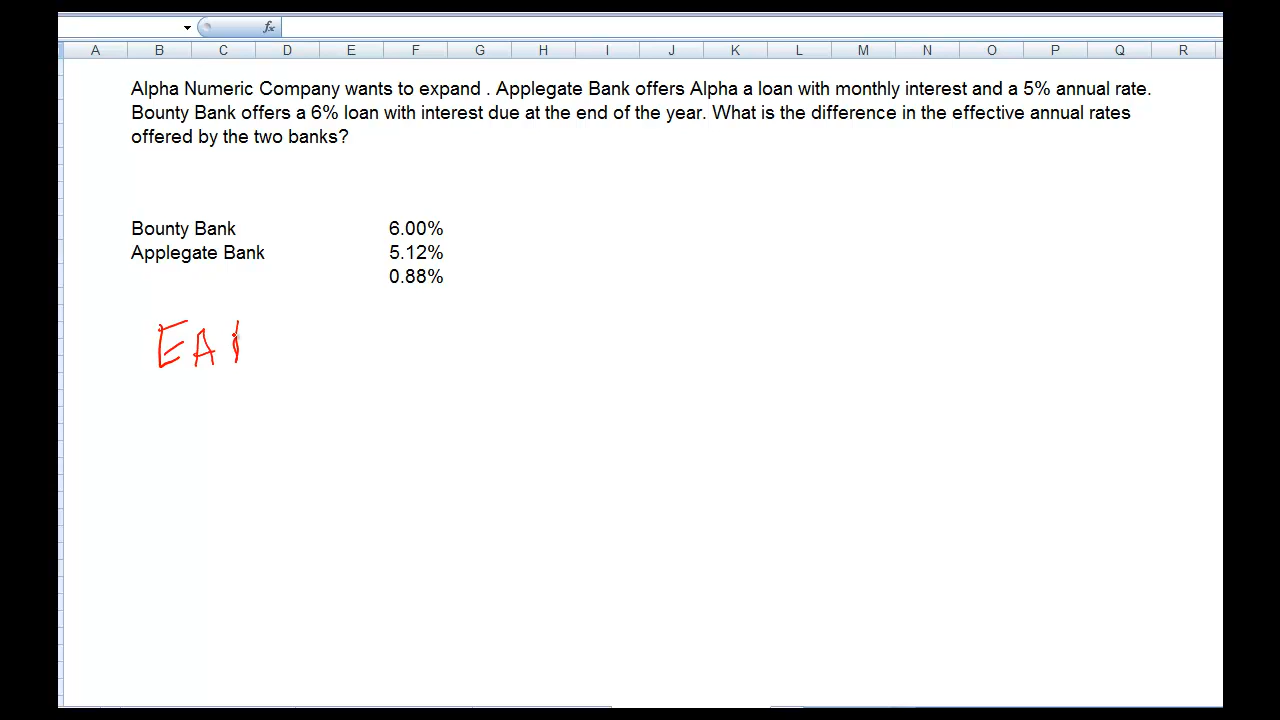 fx
A B C D E F G H I J K L M N O P Q R
Alpha Numeric Company wants to expand . Applegate Bank offers Alpha a loan with monthly interest and a 5% annual rate.
Bounty Bank offers a 6% loan with interest due at the end of the year. What is the difference in the effective annual rates
offered by the two banks?
Bounty Bank 6.00%
Applegate Bank 5.12%
0.88%
EA